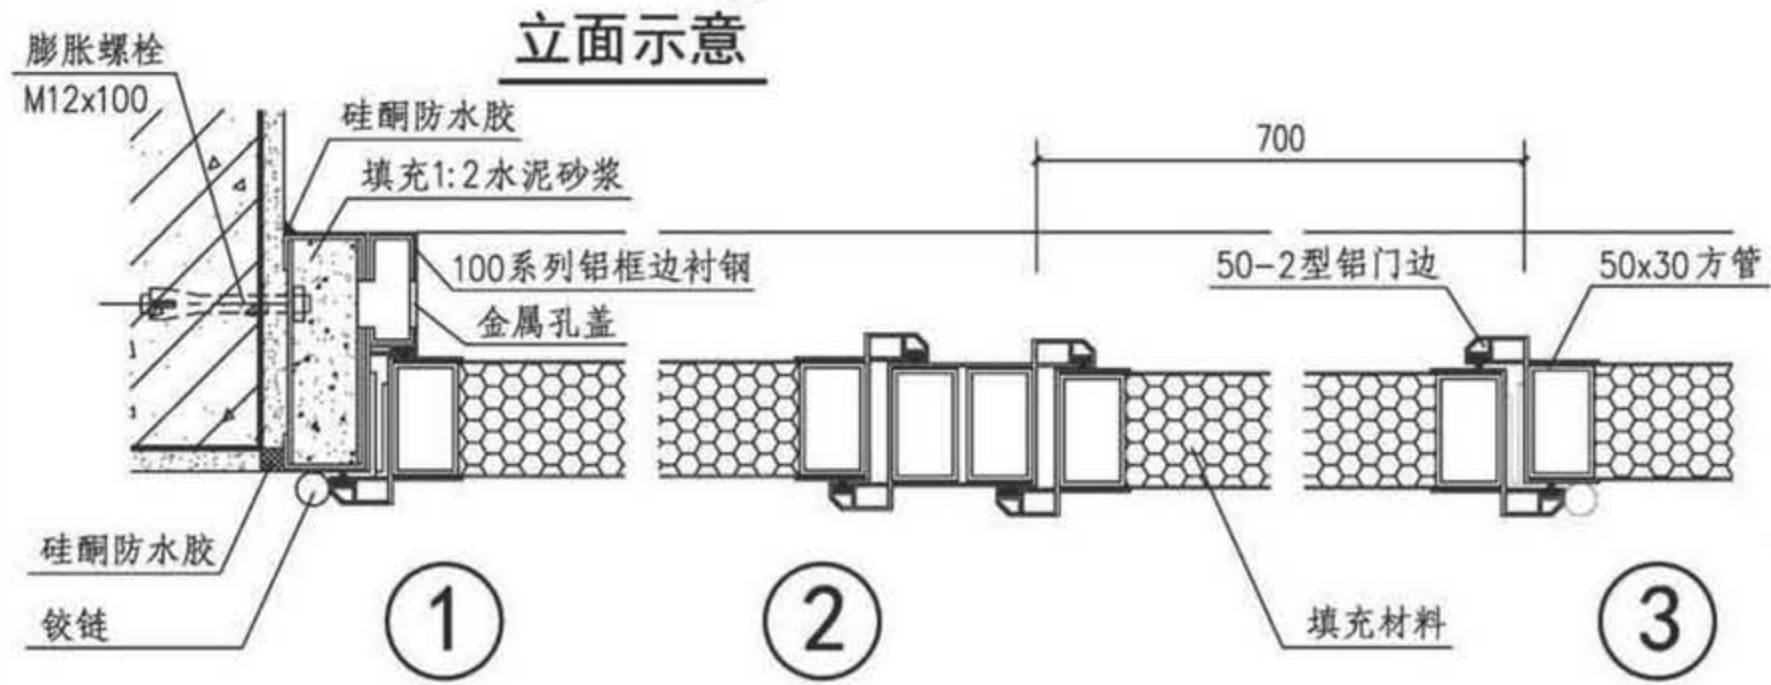 立面示意
膨胀螺栓
M12x100
硅酮防水胶
填充1:2水泥砂浆
700
100系列铝框边衬钢
50-2型铝门边
50x30方管
金属孔盖
硅酮防水胶
铰链
填充材料
1
2
3